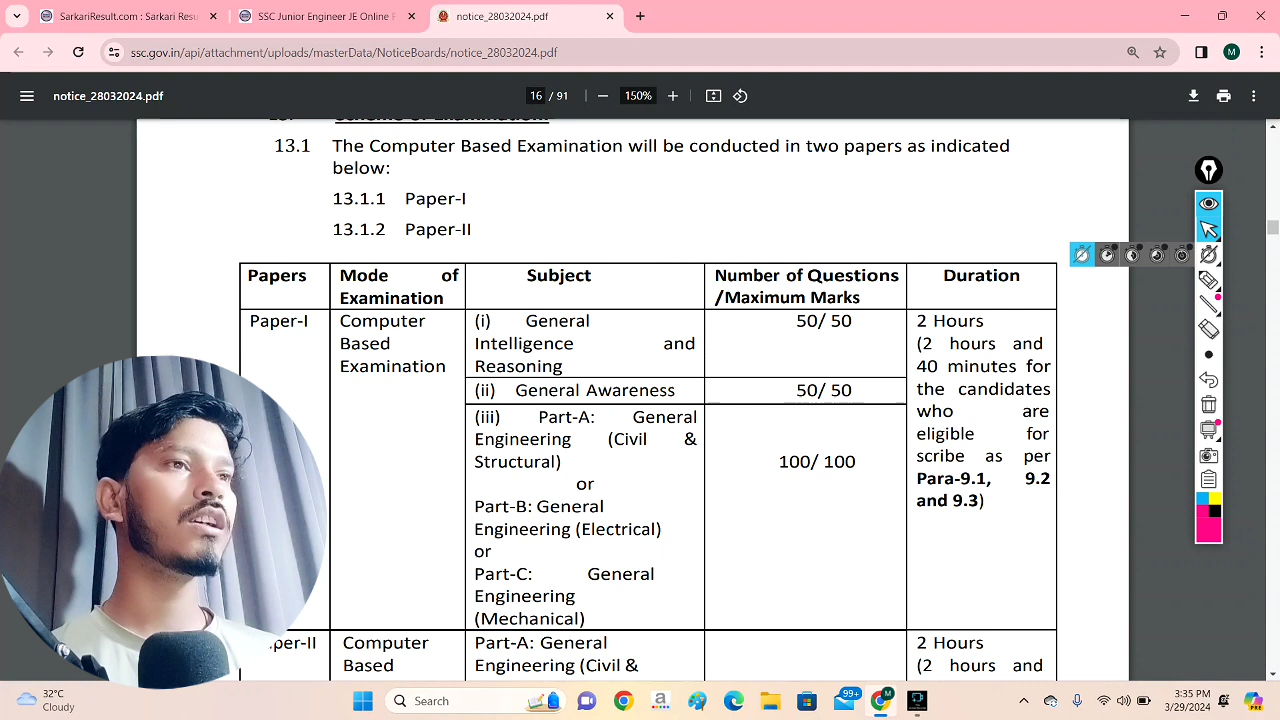 SarkariResult.com : Sarkari Resu
SSC Junior Engineer JE Online F
notice_28032024.pdf
ssc.gov.in/api/attachment/uploads/masterData/NoticeBoards/notice_28032024.pdf
M
notice_28032024.pdf
16 / 91
150%
13.1 The Computer Based Examination will be conducted in two papers as indicated
below:
13.1.1 Paper-I
13.1.2 Paper-II
Papers
Mode of
Examination
Subject
Number of Questions
/Maximum Marks
Duration
Paper-I
Computer
Based
Examination
(i) General
Intelligence and
Reasoning
50/ 50
(ii) General Awareness
50/ 50
(iii) Part-A: General
Engineering (Civil &
Structural)
or
Part-B: General
Engineering (Electrical)
or
Part-C: General
Engineering
(Mechanical)
100/ 100
2 Hours
(2 hours and
40 minutes for
the candidates
who are
eligible for
scribe as per
Para-9.1, 9.2
and 9.3)
per-II
Computer
Based
Part-A: General
Engineering (Civil &
2 Hours
(2 hours and
32°C
Cloudy
Search
99+
M
3:35 PM
3/29/2024
PRE